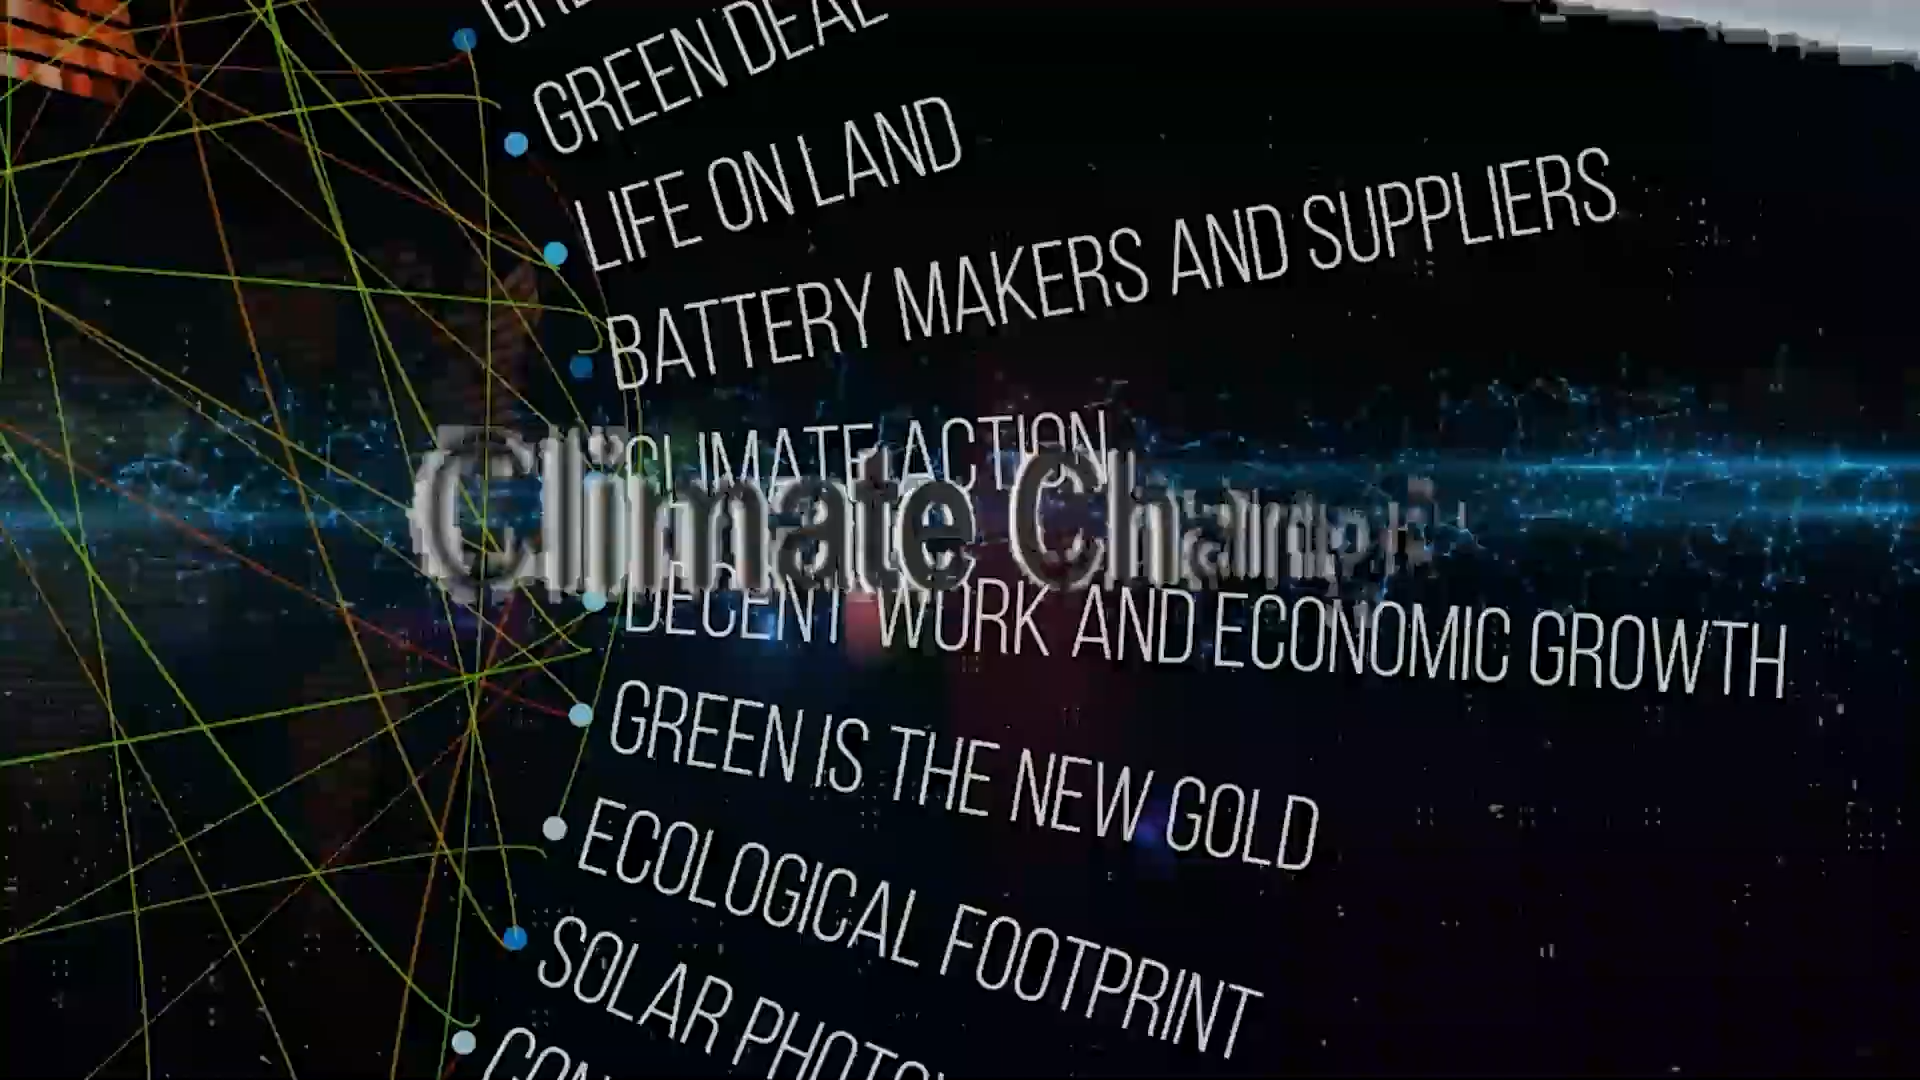 GREEN DEAL
LIFE ON LAND
BATTERY MAKERS AND SUPPLIERS
CLIMATE ACTION
Climate Champi
DECENT WORK AND ECONOMIC GROWTH
GREEN IS THE NEW GOLD
ECOLOGICAL FOOTPRINT
SOLAR